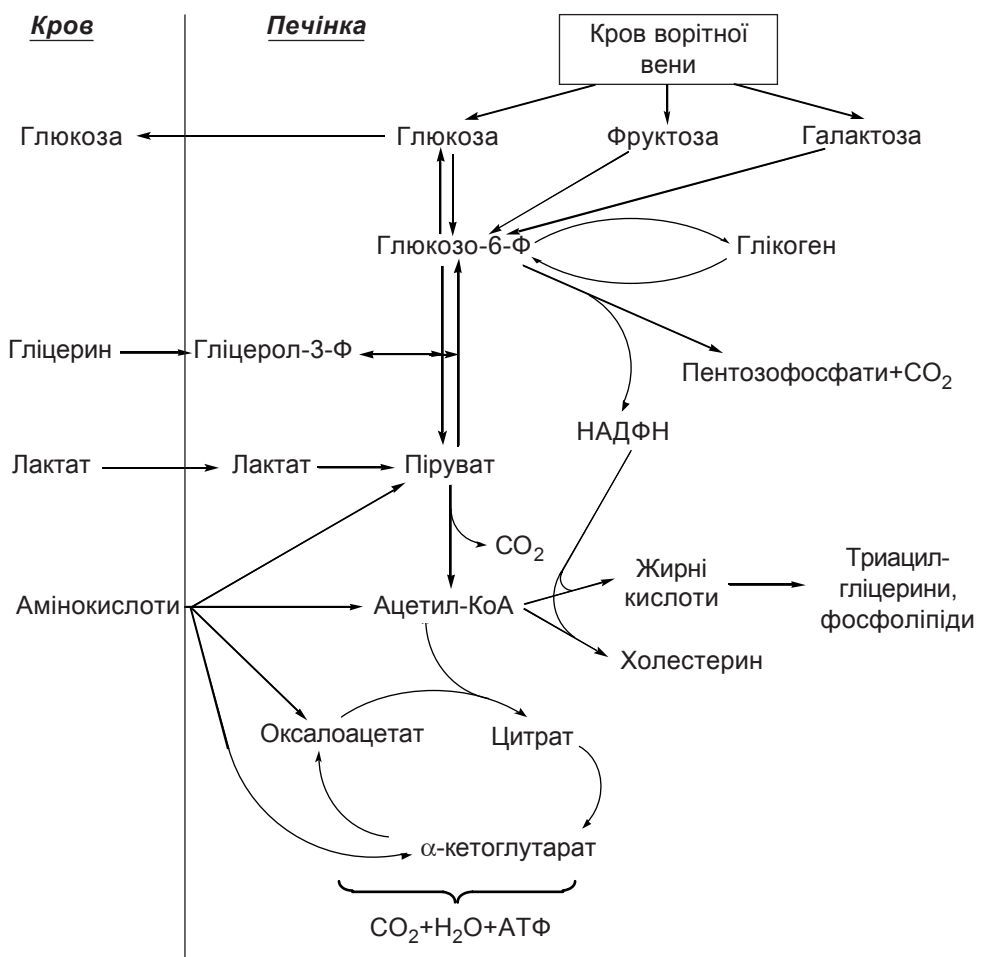 Кров
Печінка
Кров ворітної
вени
Глюкоза
Глюкоза
Фруктоза
Галактоза
Глюкозо-6-Ф
Глікоген
Гліцерин
Гліцерол-3-Ф
Пентозофосфати+CO2
НАДФН
Лактат
Лактат
Піруват
CO2
Амінокислоти
Ацетил-КоА
Жирні
кислоти
Триацил-
гліцерини,
фосфоліпіди
Холестерин
Оксалоацетат
Цитрат
α-кетоглутарат
CO2+H2O+АТФ